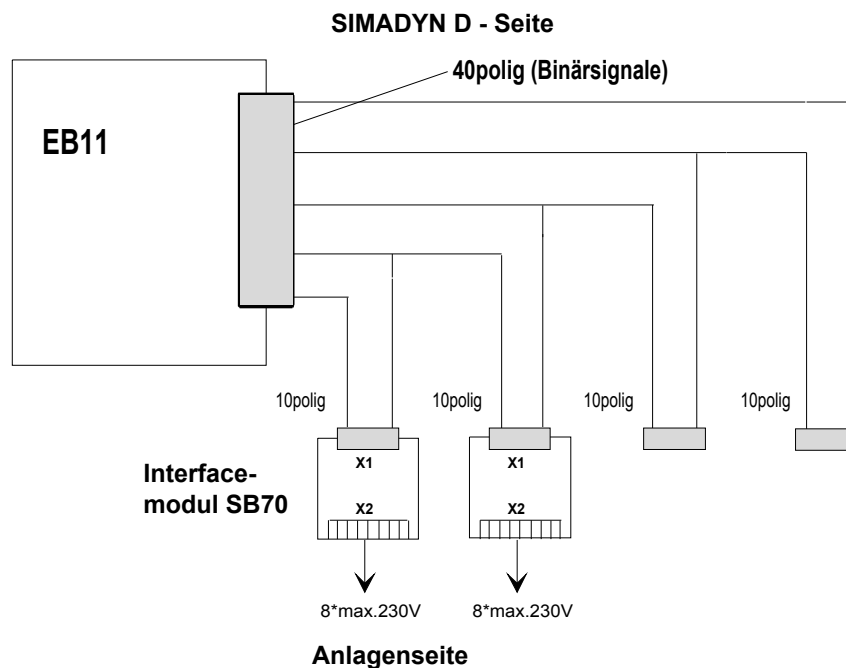 SIMADYN D - Seite
40polig (Binärsignale)
EB11
10polig
10polig
10polig
10polig
X1
X1
Interface-
modul SB70
X2
X2
8*max.230V
8*max.230V
Anlagenseite